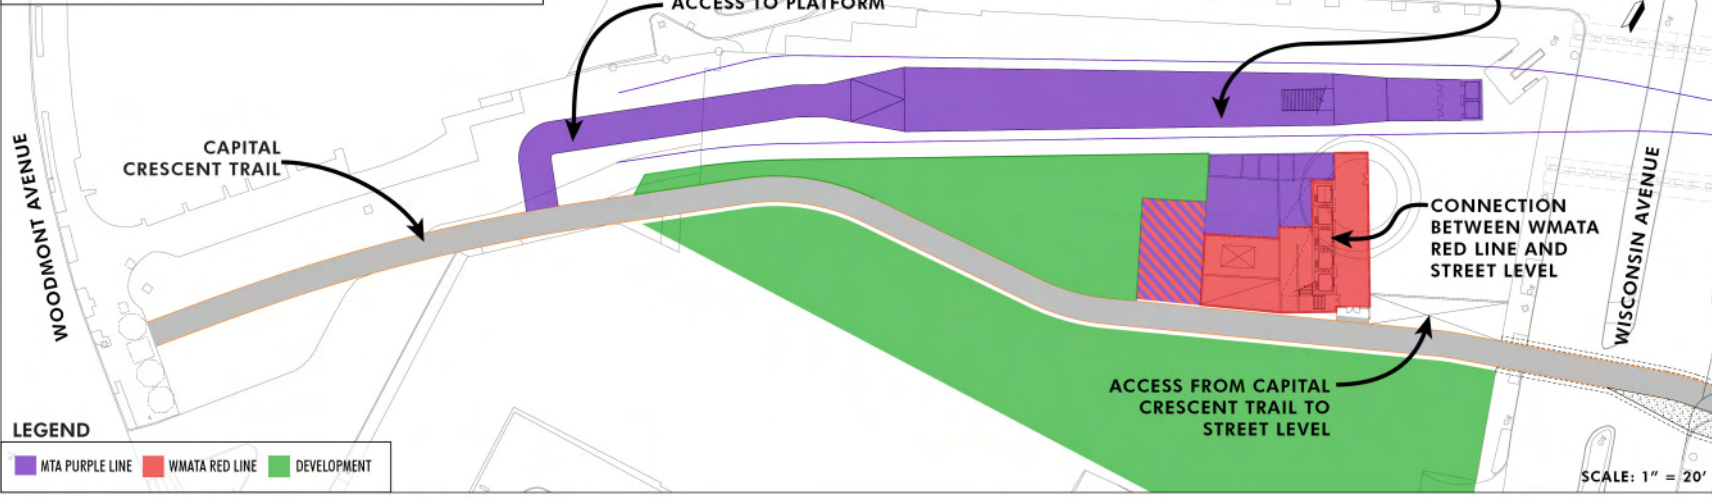 ACCESS TO PLATFORM
CAPITAL
CRESCENT TRAIL
WOODMONT AVENUE
CONNECTION
BETWEEN WMATA
RED LINE AND
STREET LEVEL
WISCONSIN AVENUE
ACCESS FROM CAPITAL
CRESCENT TRAIL TO
STREET LEVEL
LEGEND
MTA PURPLE LINE
WMATA RED LINE
DEVELOPMENT
SCALE: 1" = 20'